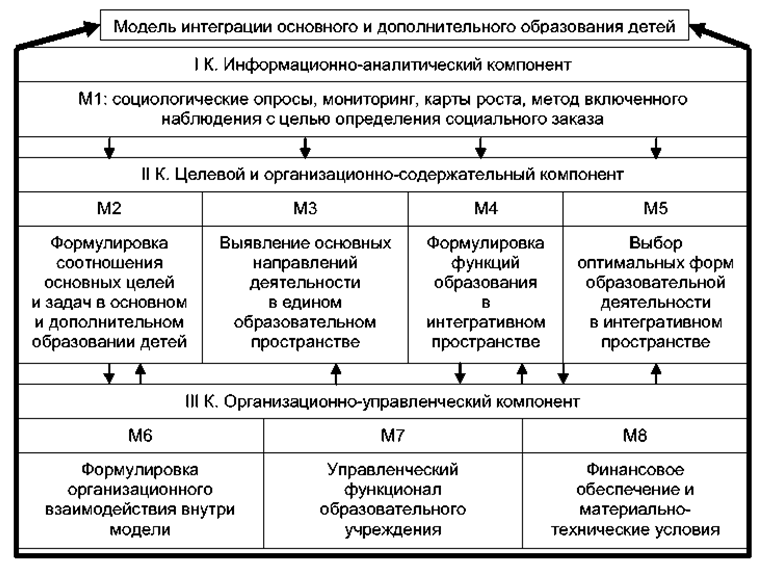 Модель интеграции основного и дополнительного образования детей
I К. Информационно-аналитический компонент
М1: социологические опросы, мониторинг, карты роста, метод включенного
наблюдения с целью определения социального заказа
II К. Целевой и организационно-содержательный компонент
М2
М3
М4
М5
Формулировка
соотношения
основных целей
и задач в основном
и дополнительном
образовании детей
Выявление основных
направлений
деятельности
в едином
образовательном
пространстве
Формулировка
функций
образования
в
интегративном
пространстве
Выбор
оптимальных форм
образовательной
деятельности
в интегративном
пространстве
III К. Организационно-управленческий компонент
М6
М7
М8
Формулировка
организационного
взаимодействия внутри
модели
Управленческий
функционал
образовательного
учреждения
Финансовое
обеспечение и
материально-
технические условия